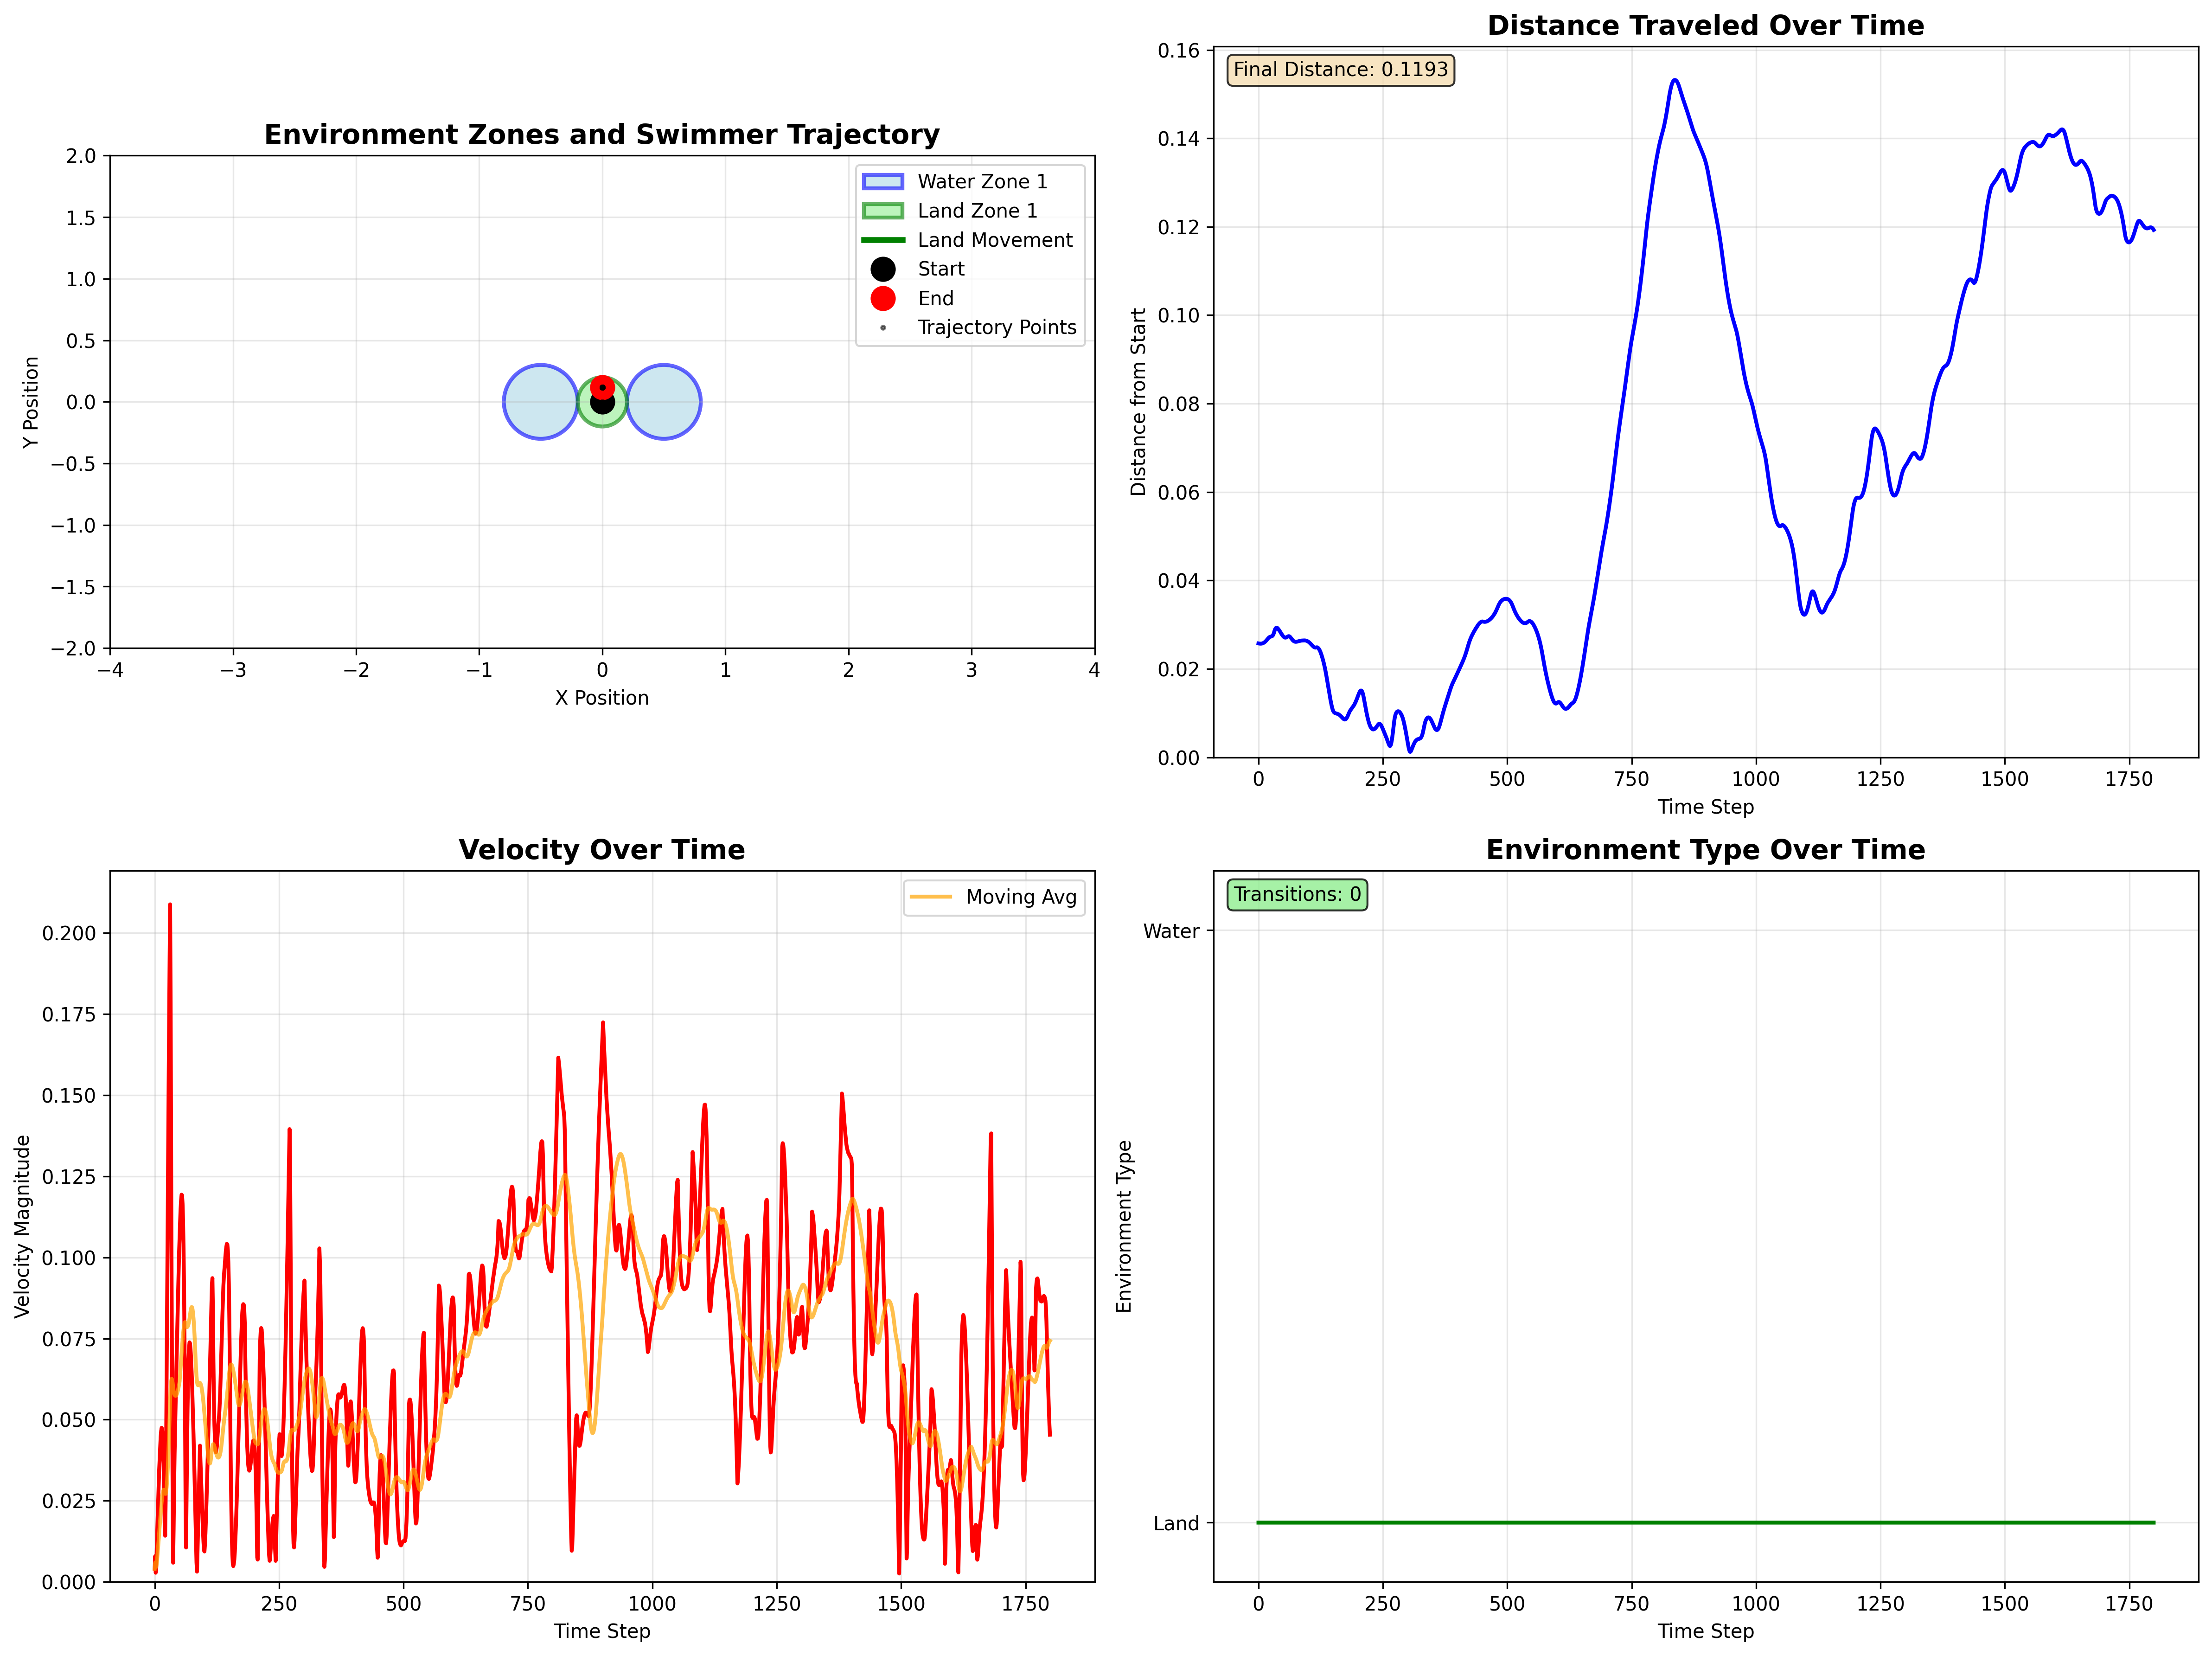 Environment Zones and Swimmer Trajectory
2.0
1.5
1.0
0.5
0.0
−0.5
−1.0
−1.5
−2.0
Y Position
−4
−3
−2
−1
0
1
2
3
4
X Position
Water Zone 1
Land Zone 1
Land Movement
Start
End
Trajectory Points
Distance Traveled Over Time
Final Distance: 0.1193
0.16
0.14
0.12
0.10
0.08
0.06
0.04
0.02
0.00
Distance from Start
0
250
500
750
1000
1250
1500
1750
Time Step
Velocity Over Time
Moving Avg
0.200
0.175
0.150
0.125
0.100
0.075
0.050
0.025
0.000
Velocity Magnitude
0
250
500
750
1000
1250
1500
1750
Time Step
Environment Type Over Time
Transitions: 0
Water
Land
Environment Type
0
250
500
750
1000
1250
1500
1750
Time Step